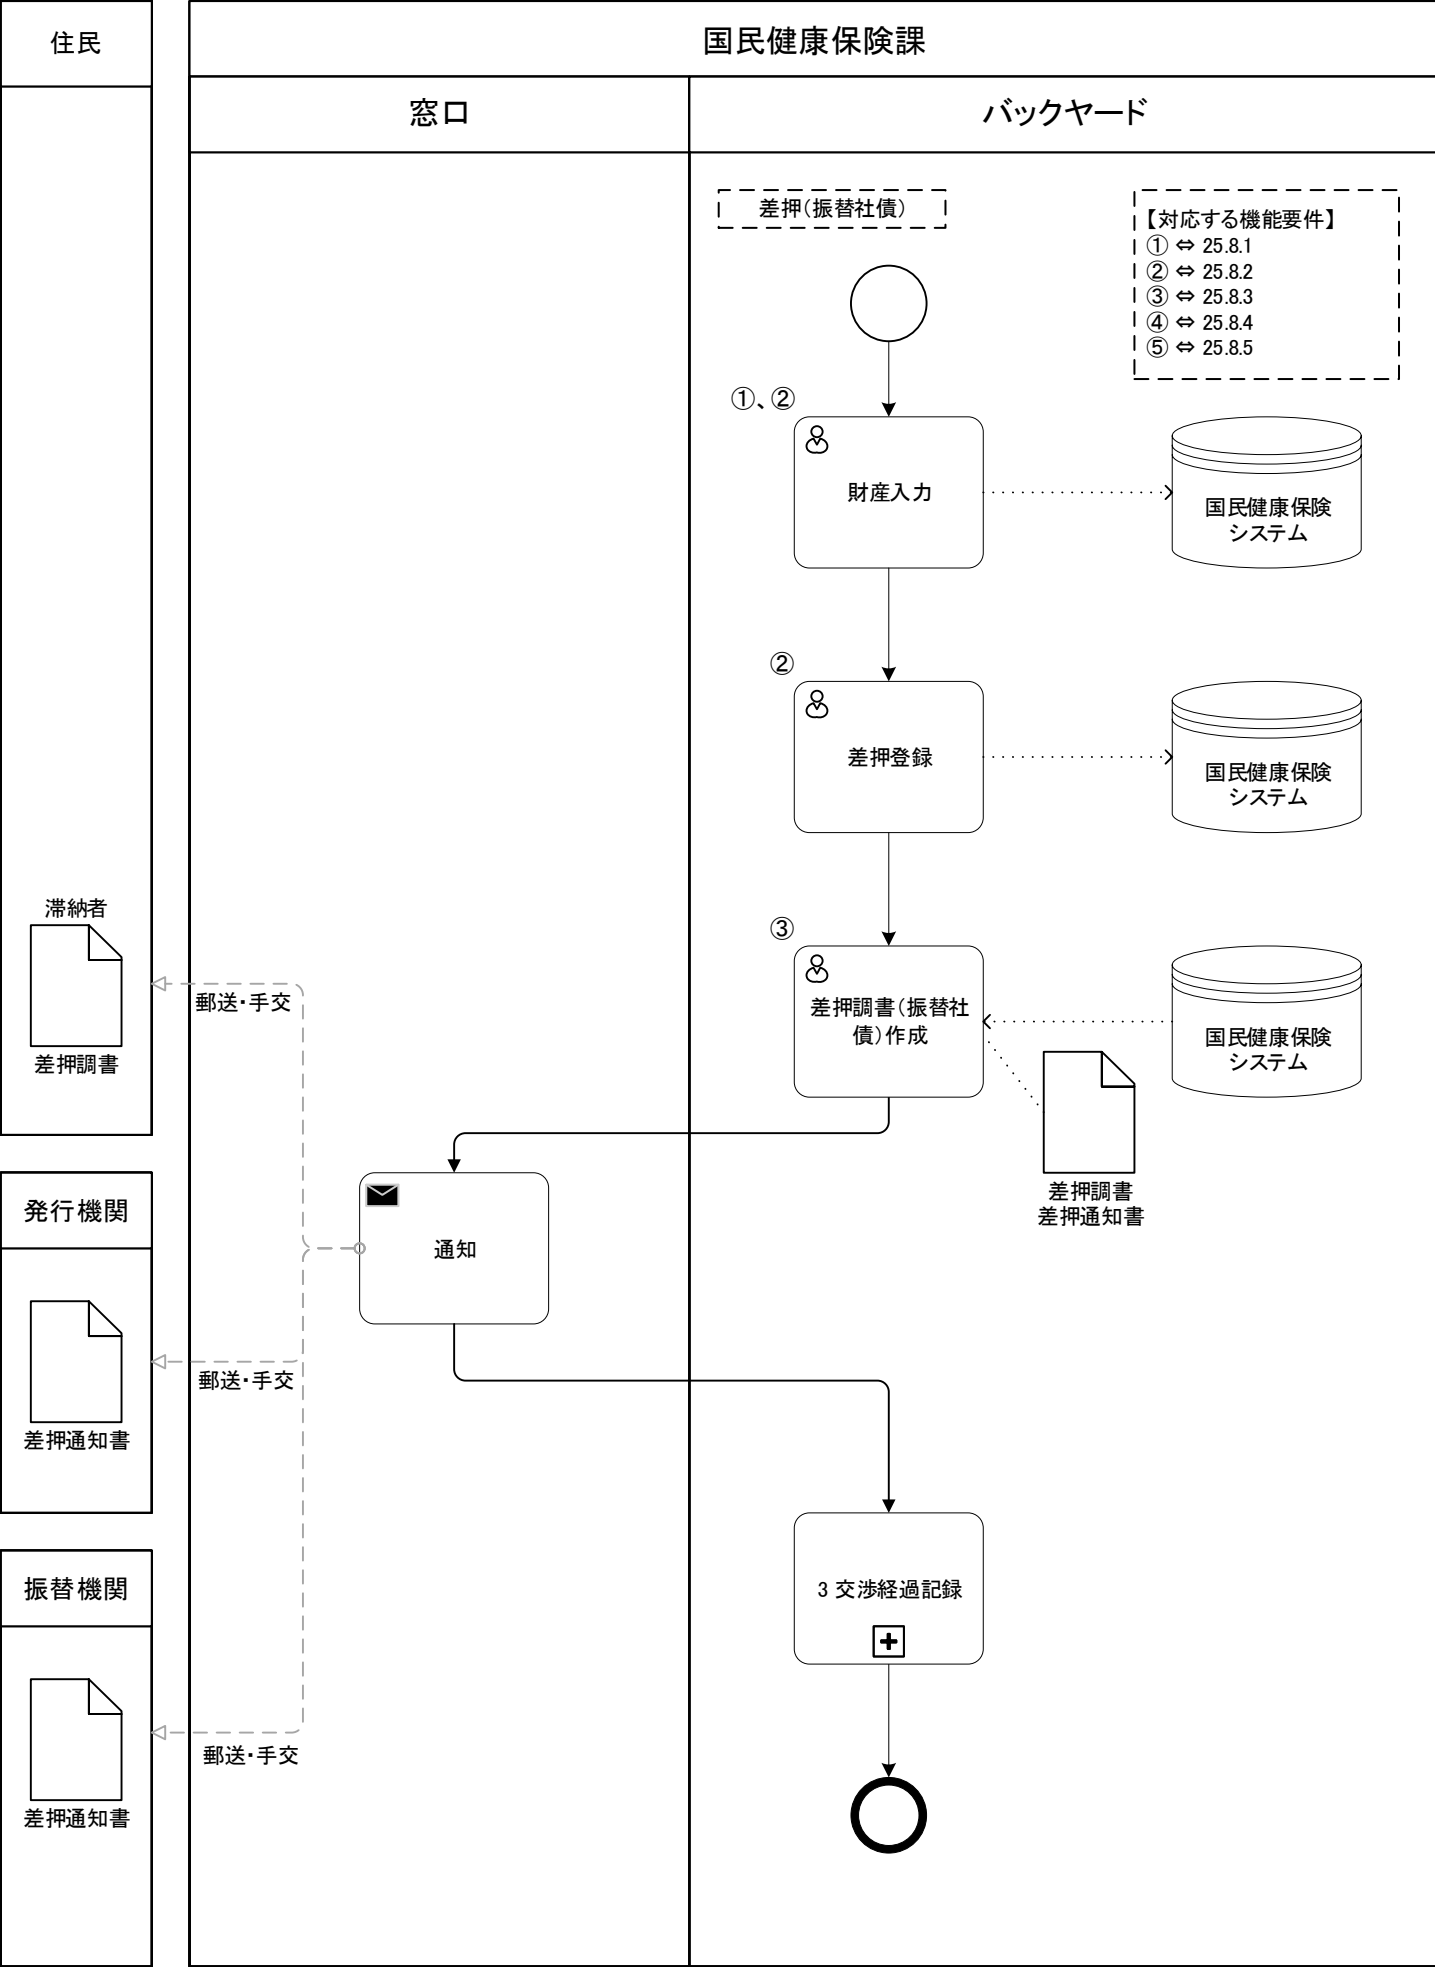 住民
国民健康保険課
窓口
バックヤード
差押（振替社債）
【対応する機能要件】
① ⇔ 25.8.1
② ⇔ 25.8.2
③ ⇔ 25.8.3
④ ⇔ 25.8.4
⑤ ⇔ 25.8.5
①、②
財産入力
国民健康保険
システム
②
差押登録
国民健康保険
システム
滞納者
差押調書
郵送・手交
③
差押調書（振替社
債）作成
国民健康保険
システム
差押調書
差押通知書
発行機関
通知
差押通知書
郵送・手交
振替機関
3 交渉経過記録
差押通知書
郵送・手交